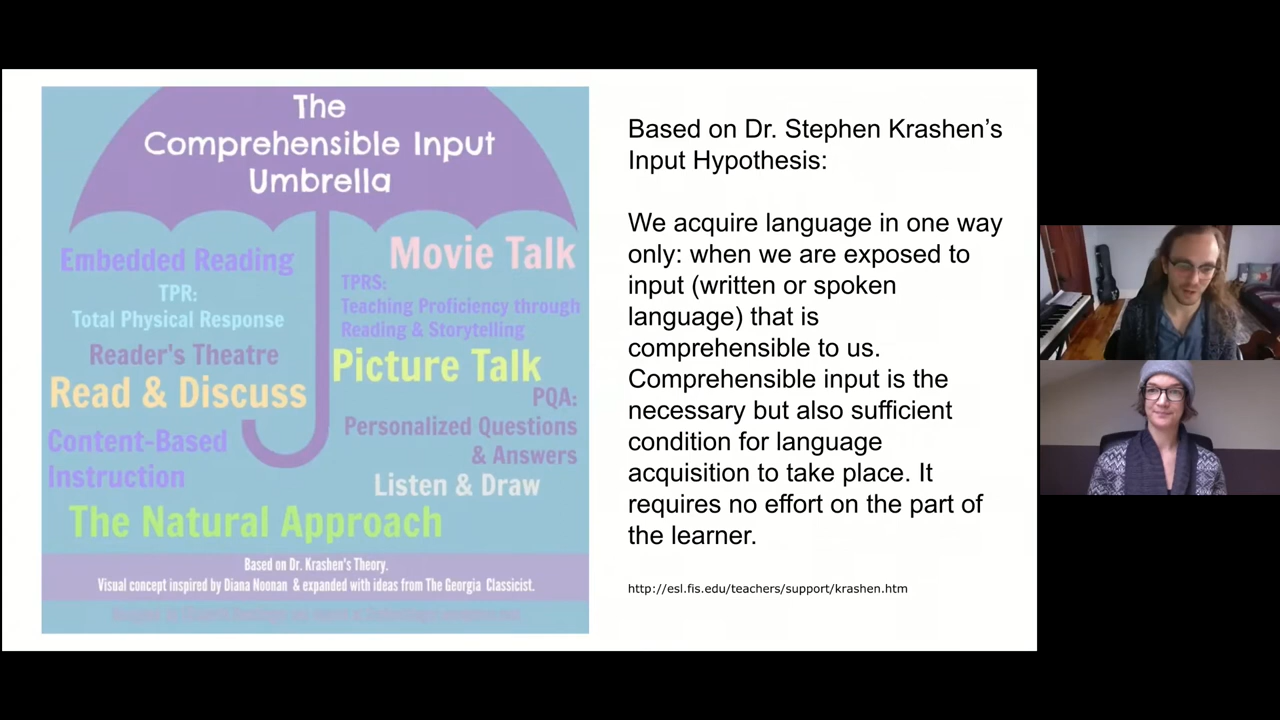 The
Comprehensible Input
Umbrella
Embedded Reading
TPR:
Total Physical Response
Reader's Theatre
Read & Discuss
Content-Based
Instruction
The Natural Approach
Movie Talk
TPRS:
Teaching Proficiency through
Reading & Storytelling
Picture Talk
PQA:
Personalized Questions
& Answers
Listen & Draw
Based on Dr. Krashen's Theory.
Visual concept inspired by Diana Noonan & expanded with ideas from The Georgia Classicist.
Based on Dr. Stephen Krashen’s
Input Hypothesis:
We acquire language in one way
only: when we are exposed to
input (written or spoken
language) that is
comprehensible to us.
Comprehensible input is the
necessary but also sufficient
condition for language
acquisition to take place. It
requires no effort on the part of
the learner.
http://esl.fis.edu/teachers/support/krashen.htm